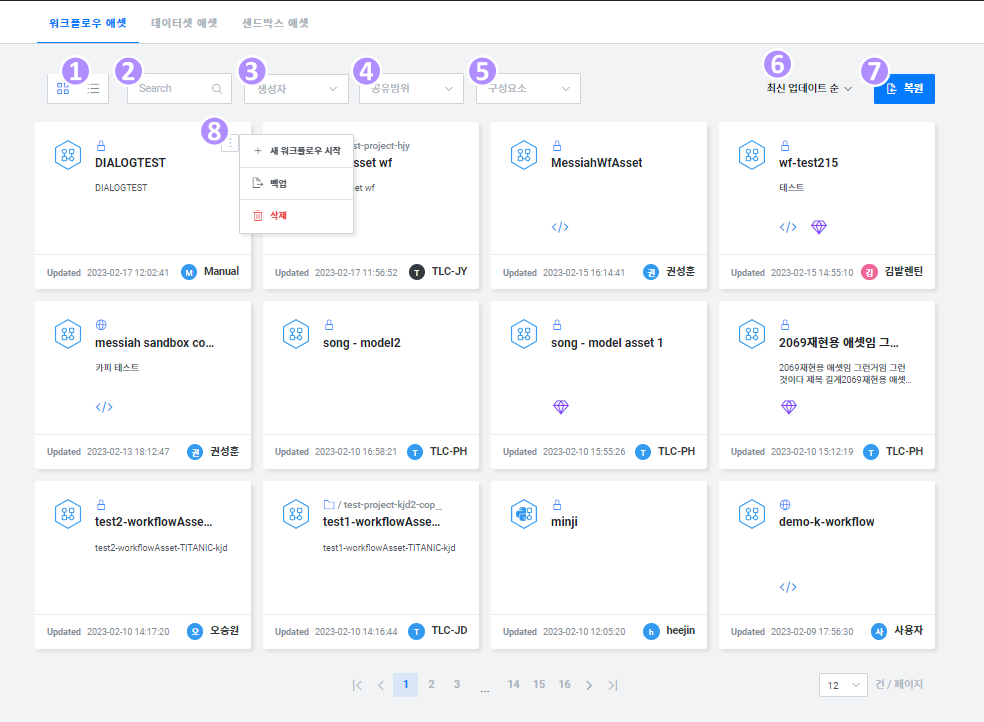 워크플로우 에셋 데이터셋 에셋 샌드박스 에셋
1 2 3 4 5 6 7
Search 생성자 공유범위 구성요소 최신 업데이트 순 복원
8
DIALOGTEST
DIALOGTEST
Updated 2023-02-17 12:02:41 M Manual
새 워크플로우 시작
백업
삭제
st-project-hjy
sset wf
et wf
Updated 2023-02-17 11:56:52 T TLC-JY
MessiahWfAsset
Updated 2023-02-15 16:14:41 권 권성훈
wf-test215
테스트
Updated 2023-02-15 14:55:10 김 김발렌틴
messiah sandbox co...
카피 테스트
Updated 2023-02-13 18:12:47 권 권성훈
song - model2
Updated 2023-02-10 16:58:21 T TLC-PH
song - model asset 1
Updated 2023-02-10 15:55:26 T TLC-PH
2069재현용 애셋임 그...
2069재현용 애셋임 그런거임 그런
것이다 제목 길게2069재현용 애셋...
Updated 2023-02-10 15:12:19 T TLC-PH
test2-workflowAsse...
test2-workflowAsset-TITANIC-kjd
Updated 2023-02-10 14:17:20 오 오승원
/ test-project-kjd2-cop_
test1-workflowAsse...
test1-workflowAsset-TITANIC-kjd
Updated 2023-02-10 14:16:44 T TLC-JD
minji
Updated 2023-02-10 12:05:20 h heejin
demo-k-workflow
Updated 2023-02-09 17:56:30 사 사용자
1 2 3 ... 14 15 16
12 건 / 페이지